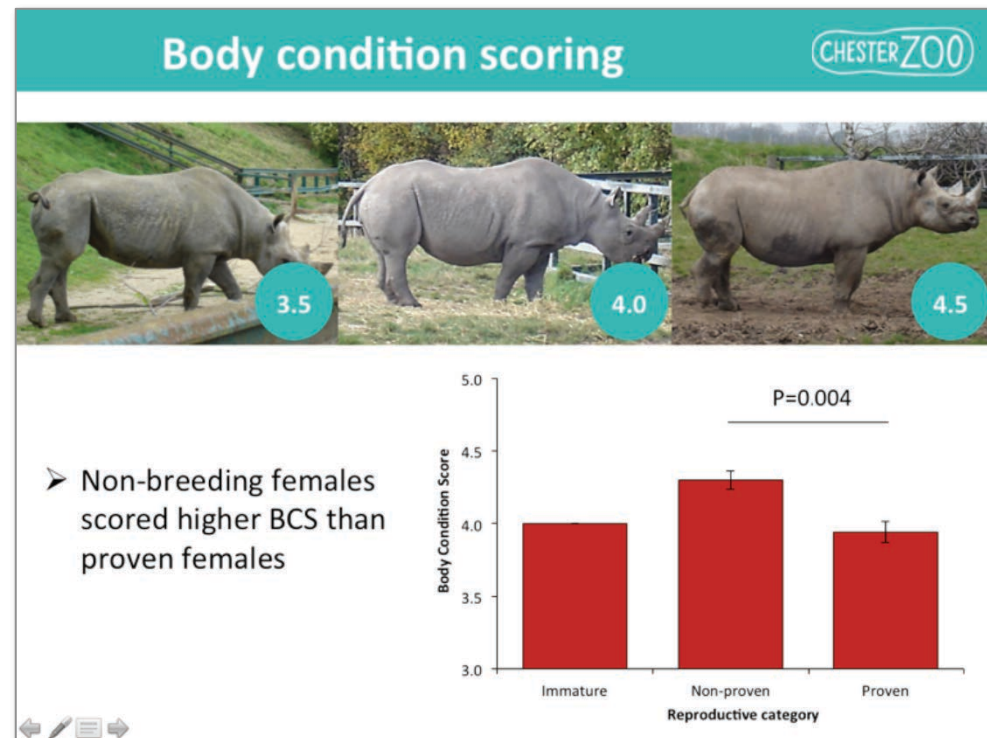 Body condition scoring
CHESTER ZOO
3.5
4.0
4.5
➢ Non-breeding females
scored higher BCS than
proven females
P=0.004
5.0
4.5
4.0
3.5
3.0
Body Condition Score
Immature
Non-proven
Proven
Reproductive category